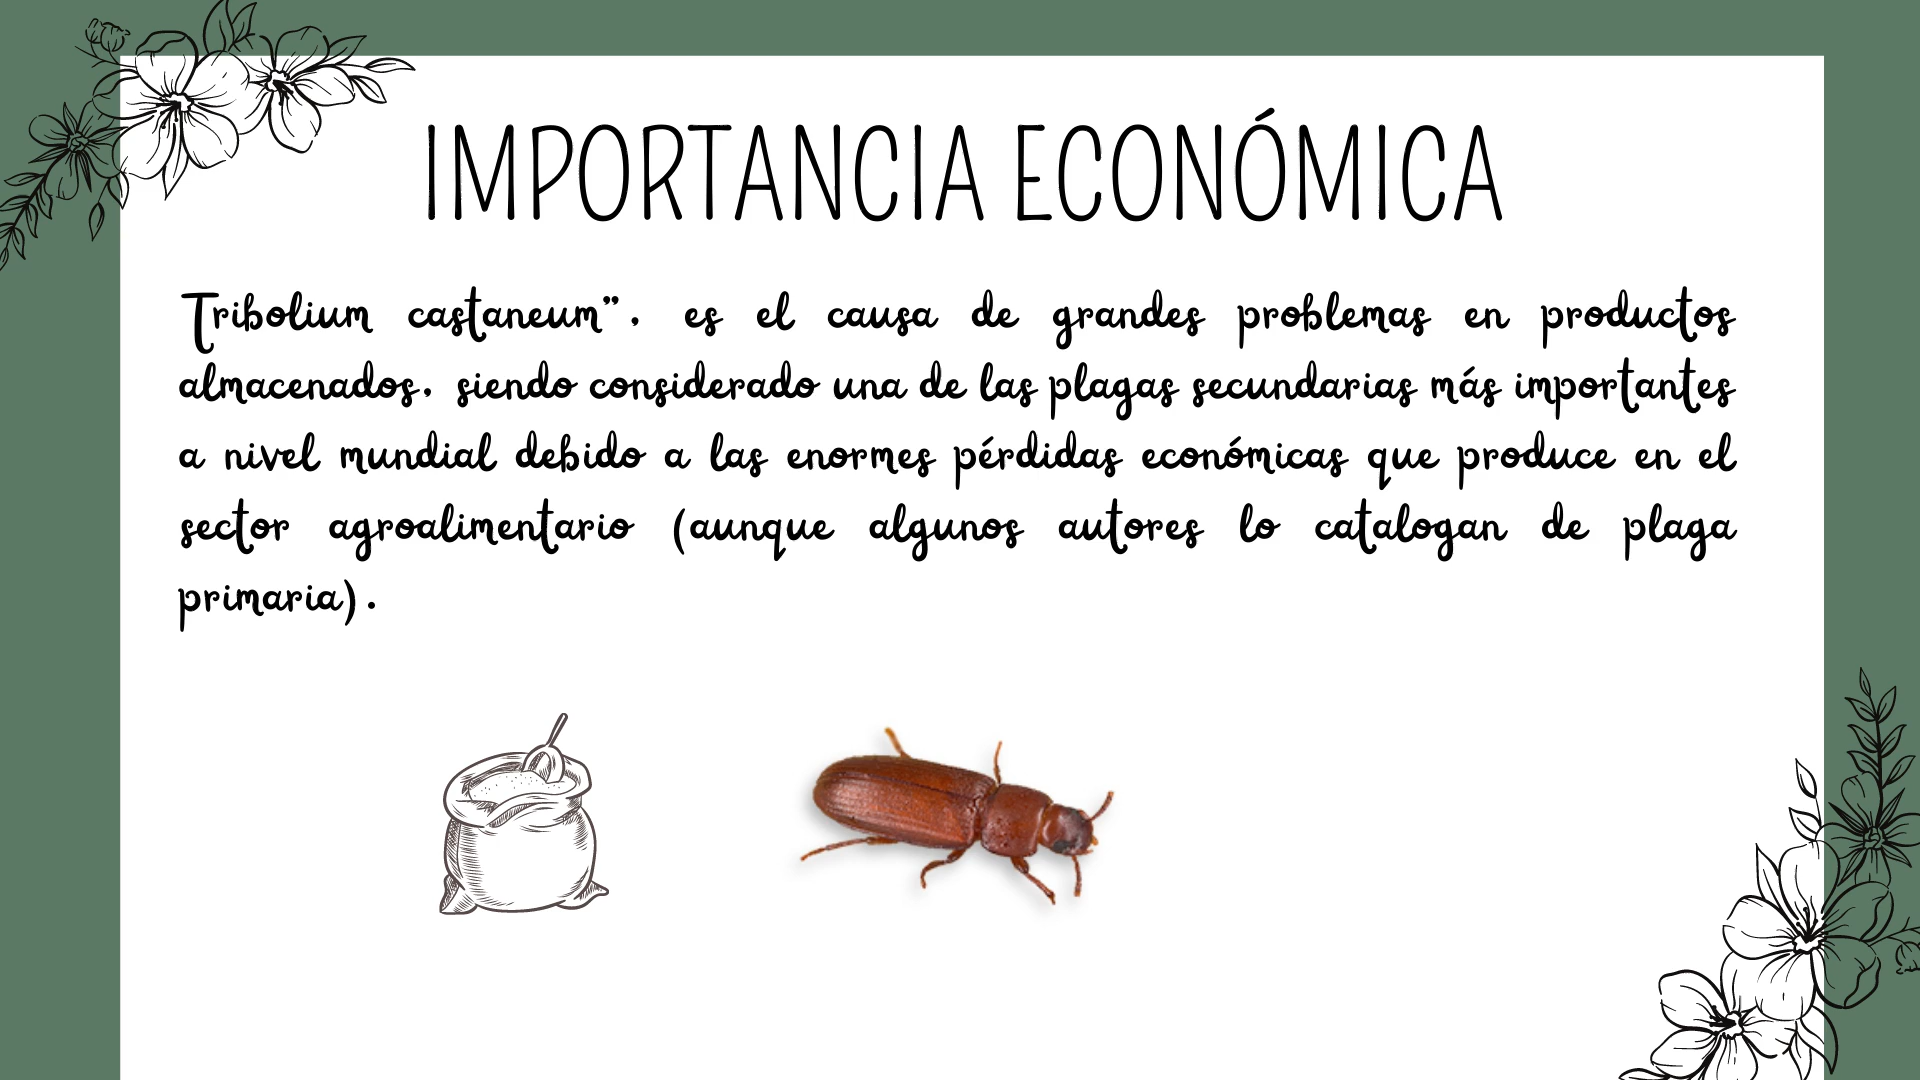 IMPORTANCIA ECONÓMICA
Tribolium castaneum", es el causa de grandes problemas en productos
almacenados, siendo considerado una de las plagas secundarias más importantes
a nivel mundial debido a las enormes pérdidas económicas que produce en el
sector agroalimentario (aunque algunos autores lo catalogan de plaga
primaria).